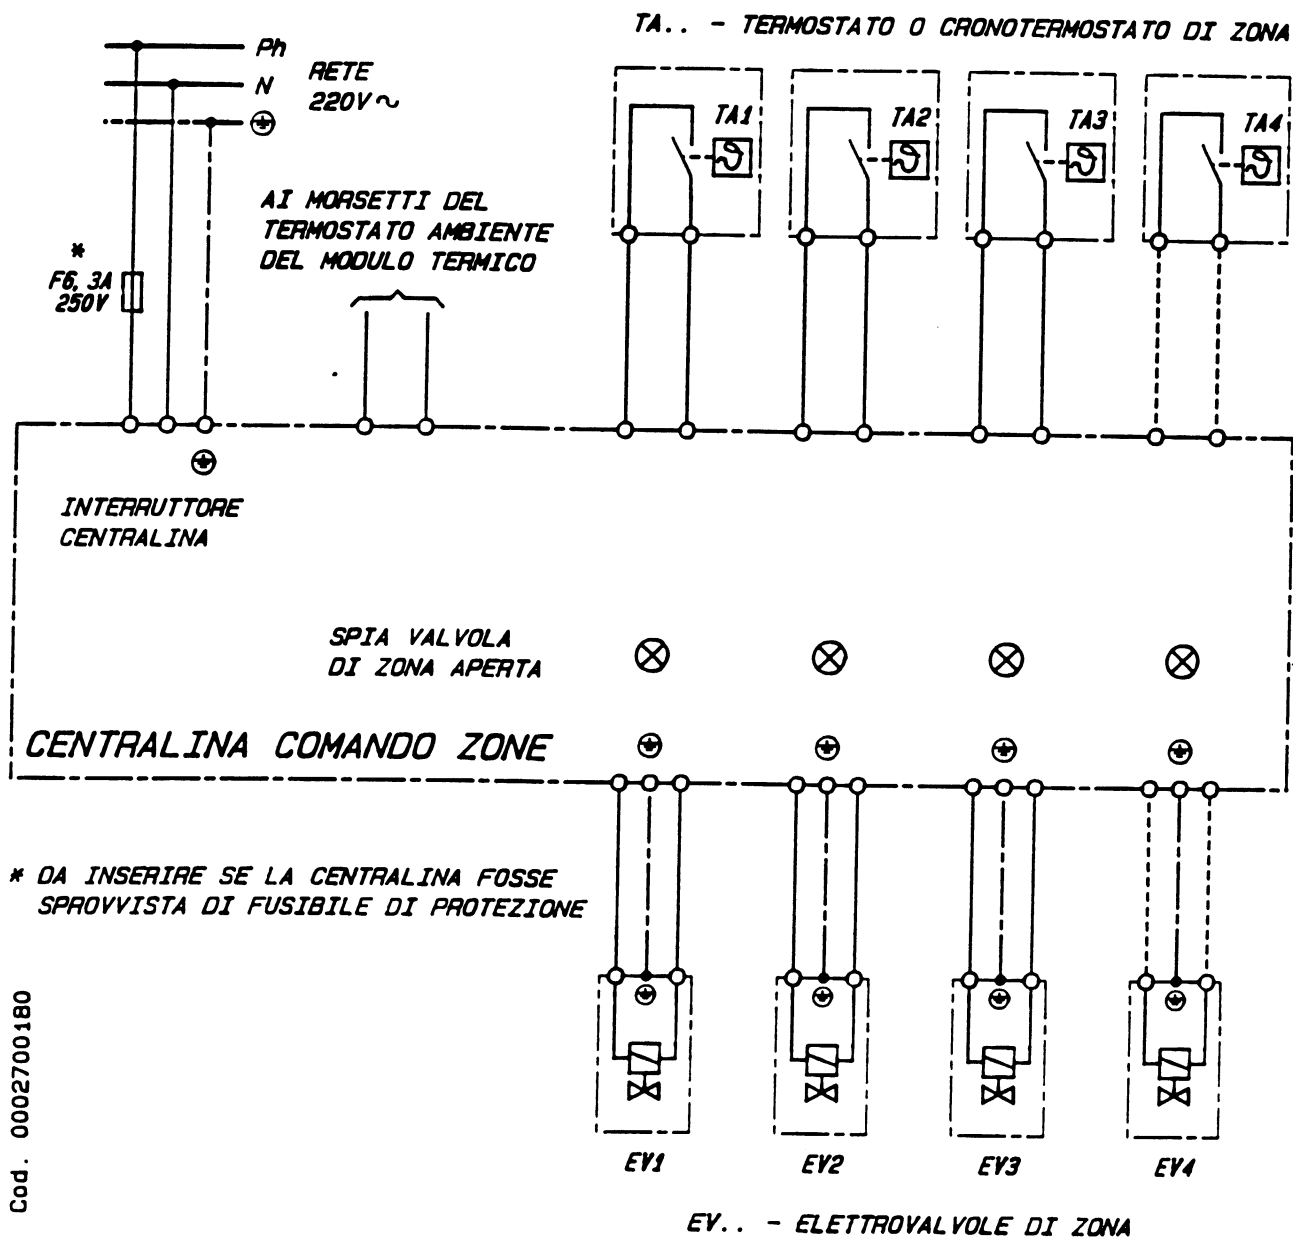 TA.. - TERMOSTATO O CRONOTERMOSTATO DI ZONA
Ph
N
RETE
220V ~
TA1
TA2
TA3
TA4
AI MORSETTI DEL
TERMOSTATO AMBIENTE
DEL MODULO TERMICO
*
F6, 3A
250V
INTERRUTTORE
CENTRALINA
SPIA VALVOLA
DI ZONA APERTA
CENTRALINA COMANDO ZONE
* DA INSERIRE SE LA CENTRALINA FOSSE
SPROVVISTA DI FUSIBILE DI PROTEZIONE
Cod. 0002700180
EV1
EV2
EV3
EV4
EV.. - ELETTROVALVOLE DI ZONA